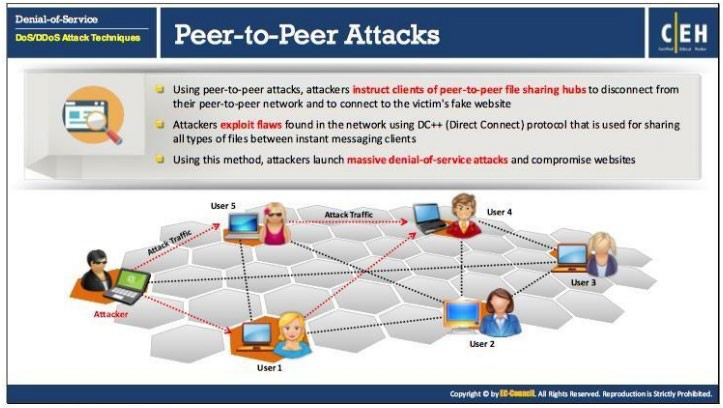 Denial-of-Service
DoS/DDoS Attack Techniques
Peer-to-Peer Attacks
CEH
Certified Ethical Hacker
Using peer-to-peer attacks, attackers instruct clients of peer-to-peer file sharing hubs to disconnect from
their peer-to-peer network and to connect to the victim's fake website
Attackers exploit flaws found in the network using DC++ (Direct Connect) protocol that is used for sharing
all types of files between instant messaging clients
Using this method, attackers launch massive denial-of-service attacks and compromise websites
User 5
Attack Traffic
User 4
Attack Traffic
User 3
Attacker
User 2
User 1
Copyright © by EC-Council. All Rights Reserved. Reproduction is Strictly Prohibited.